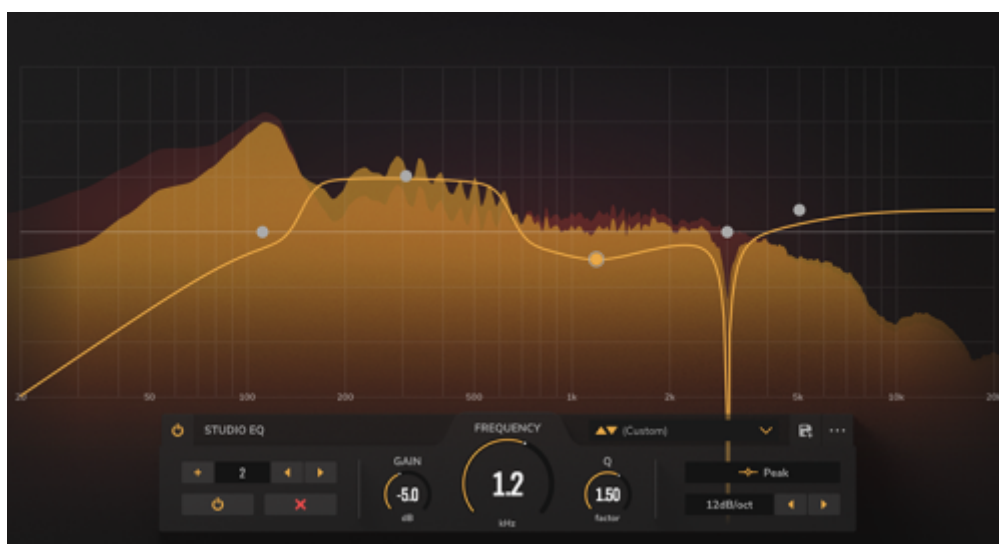 20 50 100 200 500 1k 2k 5k 10k 20
STUDIO EQ
FREQUENCY
(Custom)
2
GAIN
-5.0
dB
1.2
kHz
Q
1.50
factor
Peak
12dB/oct